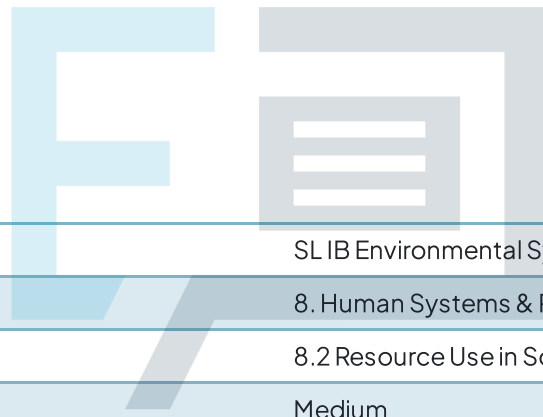 SL IB Environmental
8. Human Systems &
8.2 Resource Use in
Medium